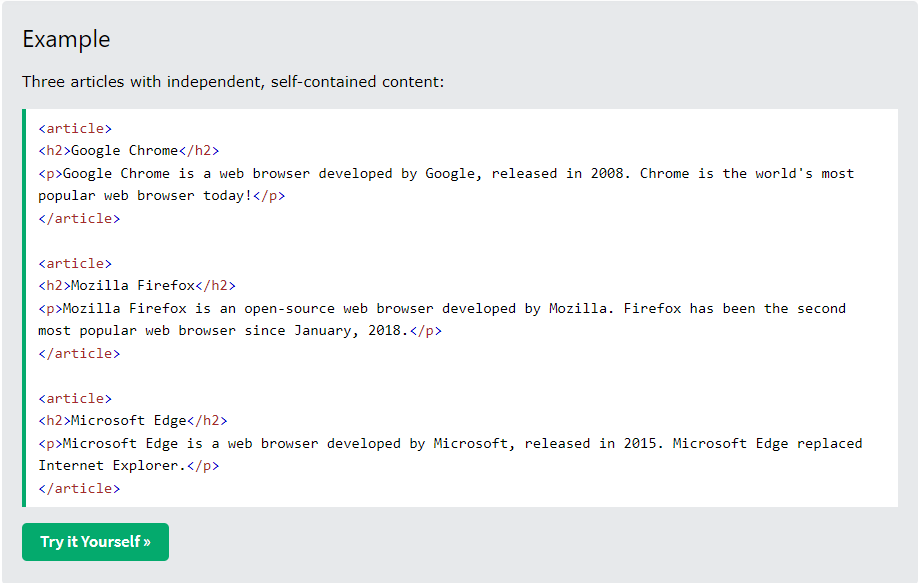 Example
Three articles with independent, self-contained content:
<article>
<h2>Google Chrome</h2>
<p>Google Chrome is a web browser developed by Google, released in 2008. Chrome is the world's most
popular web browser today!</p>
</article>
<article>
<h2>Mozilla Firefox</h2>
<p>Mozilla Firefox is an open-source web browser developed by Mozilla. Firefox has been the second
most popular web browser since January, 2018.</p>
</article>
<article>
<h2>Microsoft Edge</h2>
<p>Microsoft Edge is a web browser developed by Microsoft, released in 2015. Microsoft Edge replaced
Internet Explorer.</p>
</article>
Try it Yourself »